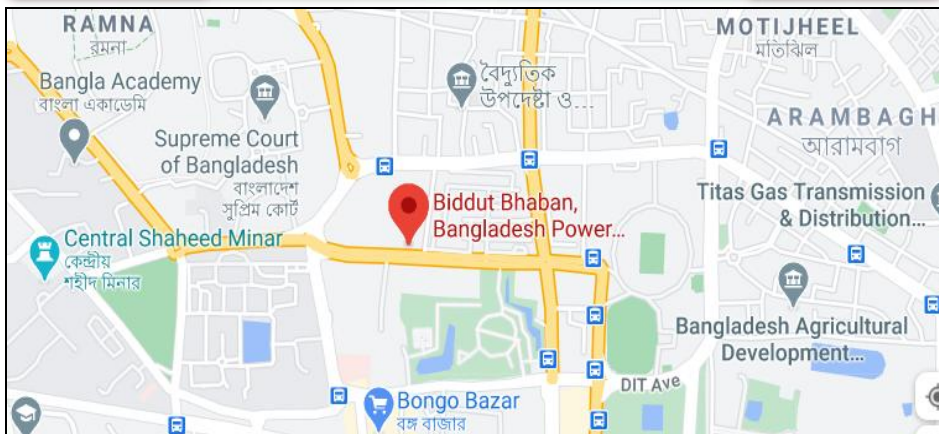 RAMNA
রমনা
MOTIJHEEL
মতিঝিল
Bangla Academy
বাংলা একাডেমি
বৈদ্যুতিক
উপদেষ্টা ও...
ARAMBAGH
আরামবাগ
Supreme Court
of Bangladesh
বাংলাদেশ
সুপ্রিম কোর্ট
Biddut Bhaban,
Bangladesh Power...
Titas Gas Transmission
& Distribution...
Central Shaheed Minar
কেন্দ্রীয়
শহীদ মিনার
Bangladesh Agricultural
Development...
DIT Ave
Bongo Bazar
বঙ্গ বাজার